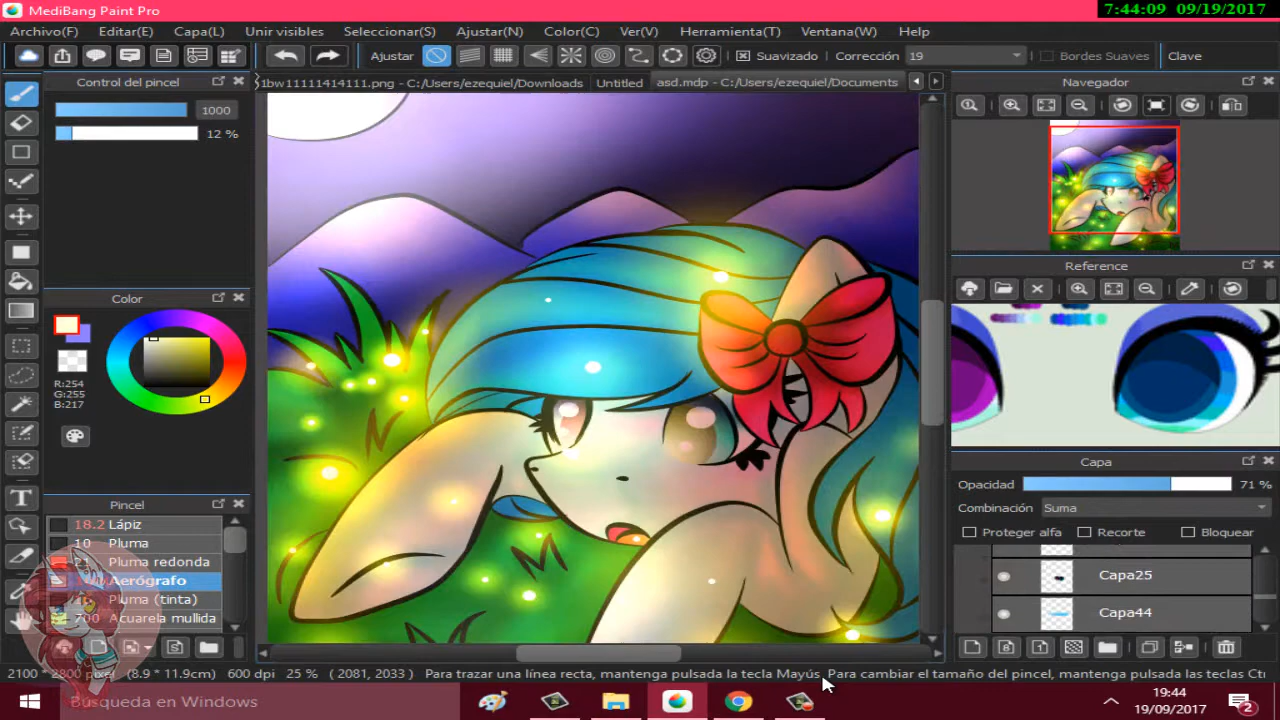 MediBang Paint Pro
7:44:09 09/19/2017
Archivo(F) Editar(E) Capa(L) Unir visibles Seleccionar(S) Ajustar(N) Color(C) Ver(V) Herramienta(T) Ventana(W) Help
Ajustar Suavizado Corrección 19 Bordes Suaves Clave
Control del pincel
1bw11111414111.png - C:/Users/ezequiel/Downloads Untitled asd.mdp - C:/Users/ezequiel/Documents
Navegador
1000
12 %
Reference
Color
R:254
G:255
B:217
Capa
Opacidad 71 %
Combinación Suma
Proteger alfa Recorte Bloquear
Pincel
18.2 Lápiz
10 Pluma
Pluma redonda
Aerógrafo
Pluma (tinta)
700 Acuarela mullida
Capa25
Capa44
2100 * 2800 pixel (8.9 * 11.9cm) 600 dpi 25 % ( 2081, 2033) Para trazar una línea recta, mantenga pulsada la tecla Mayús, Para cambiar el tamaño del pincel, mantenga pulsada las teclas Ct
Búsqueda en Windows
19:44
19/09/2017
2